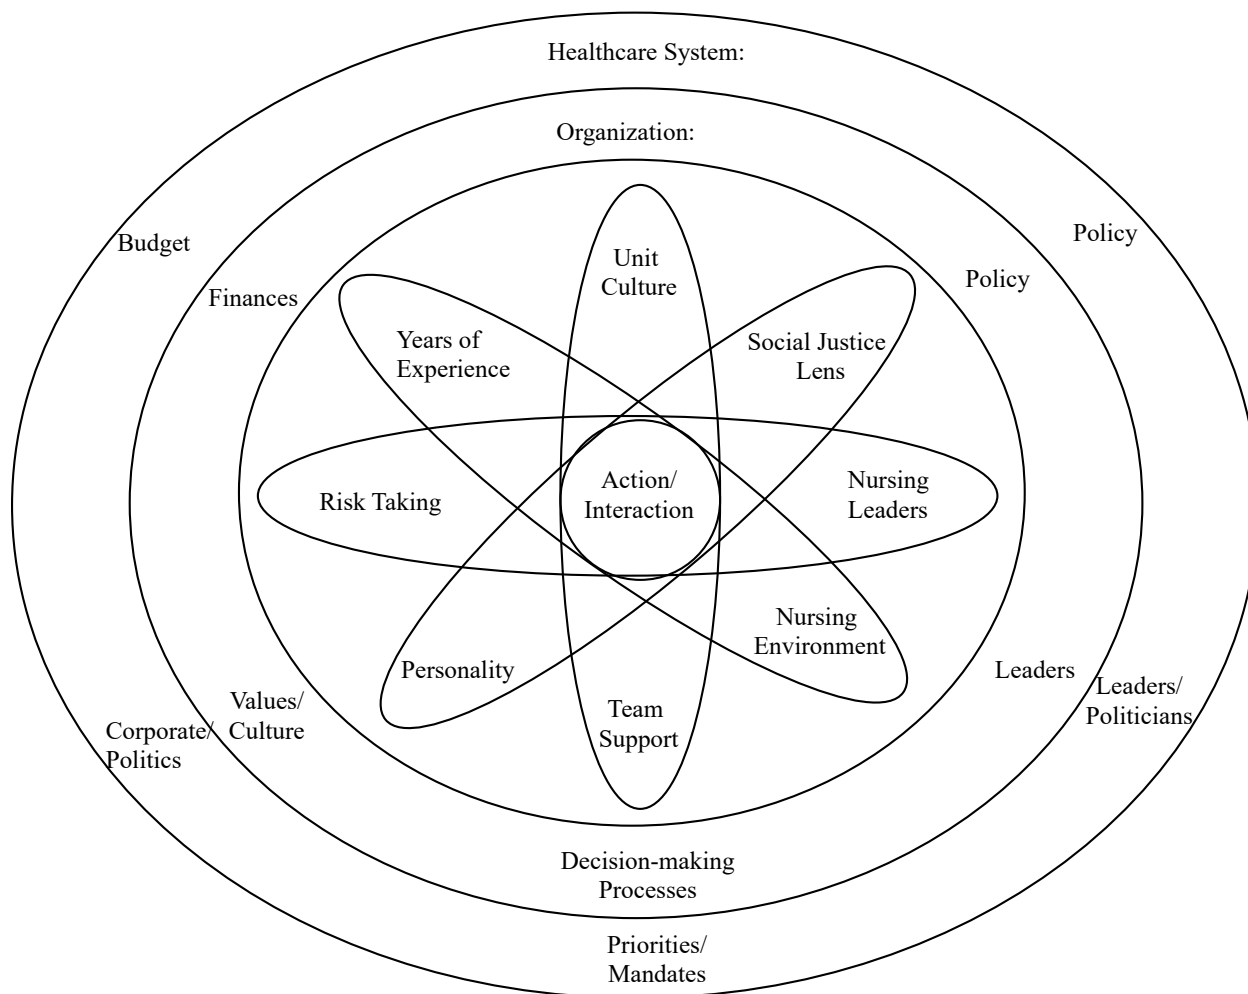 Healthcare System:
Organization:
Budget
Policy
Finances
Policy
Unit
Culture
Years of
Experience
Social Justice
Lens
Risk Taking
Action/
Interaction
Nursing
Leaders
Nursing
Environment
Personality
Team
Support
Leaders
Leaders/
Politicians
Values/
Culture
Corporate/
Politics
Decision-making
Processes
Priorities/
Mandates